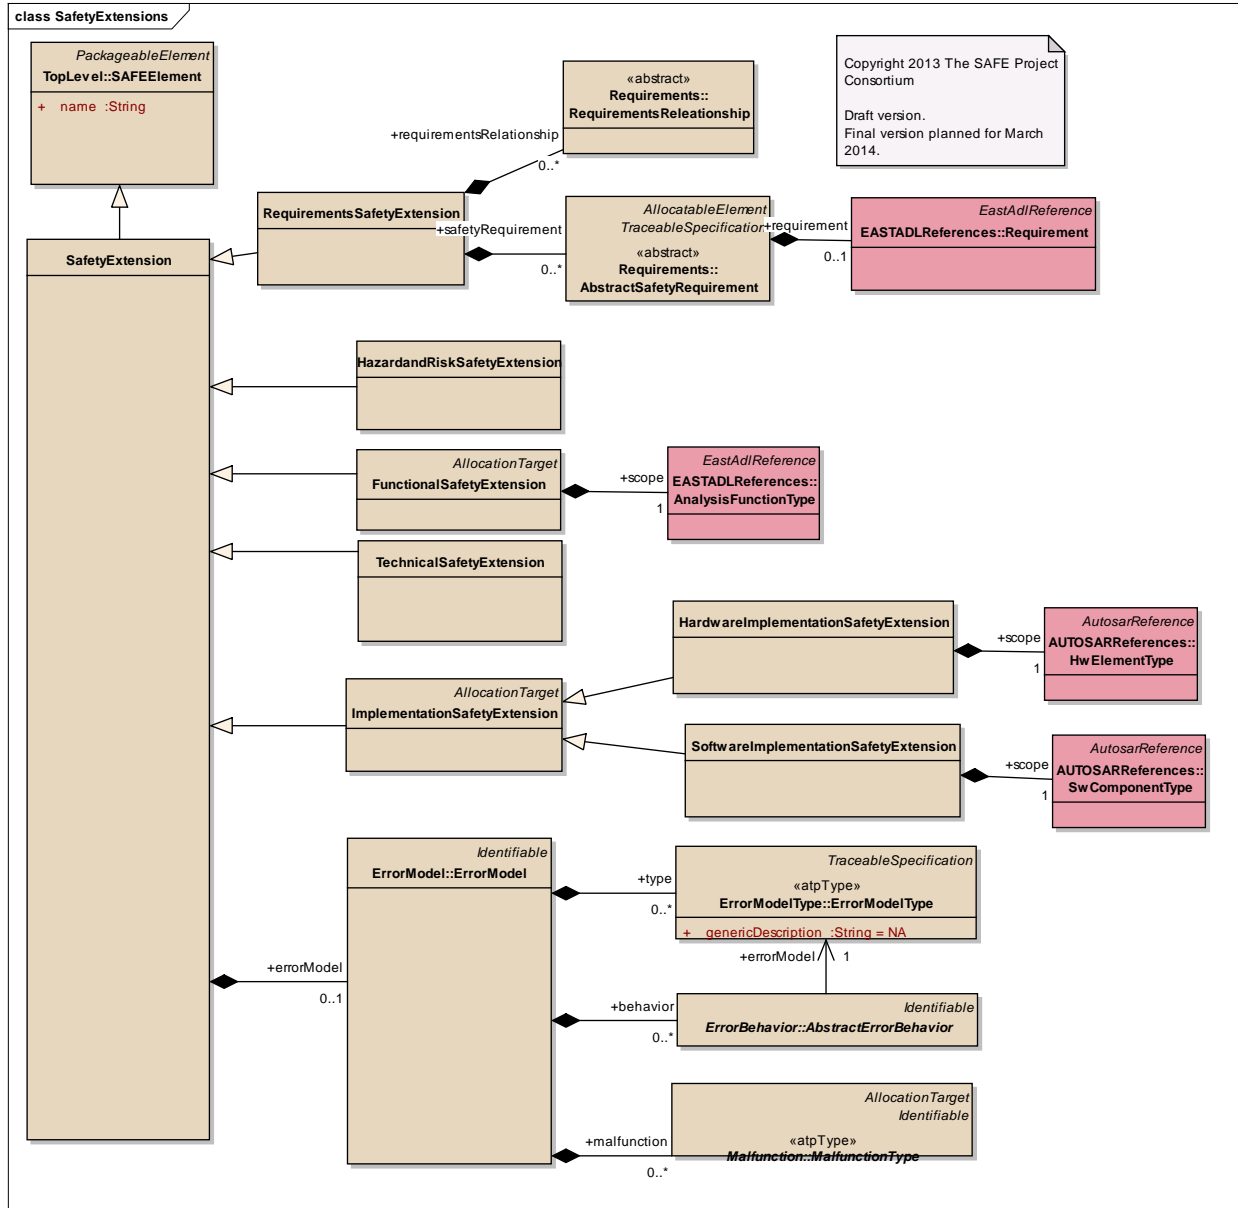 class SafetyExtensions
PackageableElement
TopLevel::SAFEElement
+ name :String
«abstract»
Requirements::
RequirementsReleationship
Copyright 2013 The SAFE Project
Consortium
Draft version.
Final version planned for March
2014.
+requirementsRelationship
0..*
RequirementsSafetyExtension
+safetyRequirement
0..*
AllocatableElement
TraceableSpecification
«abstract»
Requirements::
AbstractSafetyRequirement
+requirement
0..1
EastAdlReference
EASTADLReferences::Requirement
SafetyExtension
HazardandRiskSafetyExtension
AllocationTarget
FunctionalSafetyExtension
+scope
1
EastAdlReference
EASTADLReferences::
AnalysisFunctionType
TechnicalSafetyExtension
HardwareImplementationSafetyExtension
+scope
1
AutosarReference
AUTOSARReferences::
HwElementType
AllocationTarget
ImplementationSafetyExtension
SoftwareImplementationSafetyExtension
+scope
1
AutosarReference
AUTOSARReferences::
SwComponentType
Identifiable
ErrorModel::ErrorModel
+type
0..*
TraceableSpecification
«atpType»
ErrorModelType::ErrorModelType
+ genericDescription :String = NA
+errorModel
1
+errorModel
0..1
+behavior
0..*
Identifiable
ErrorBehavior::AbstractErrorBehavior
+malfunction
0..*
AllocationTarget
Identifiable
«atpType»
Malfunction::MalfunctionType